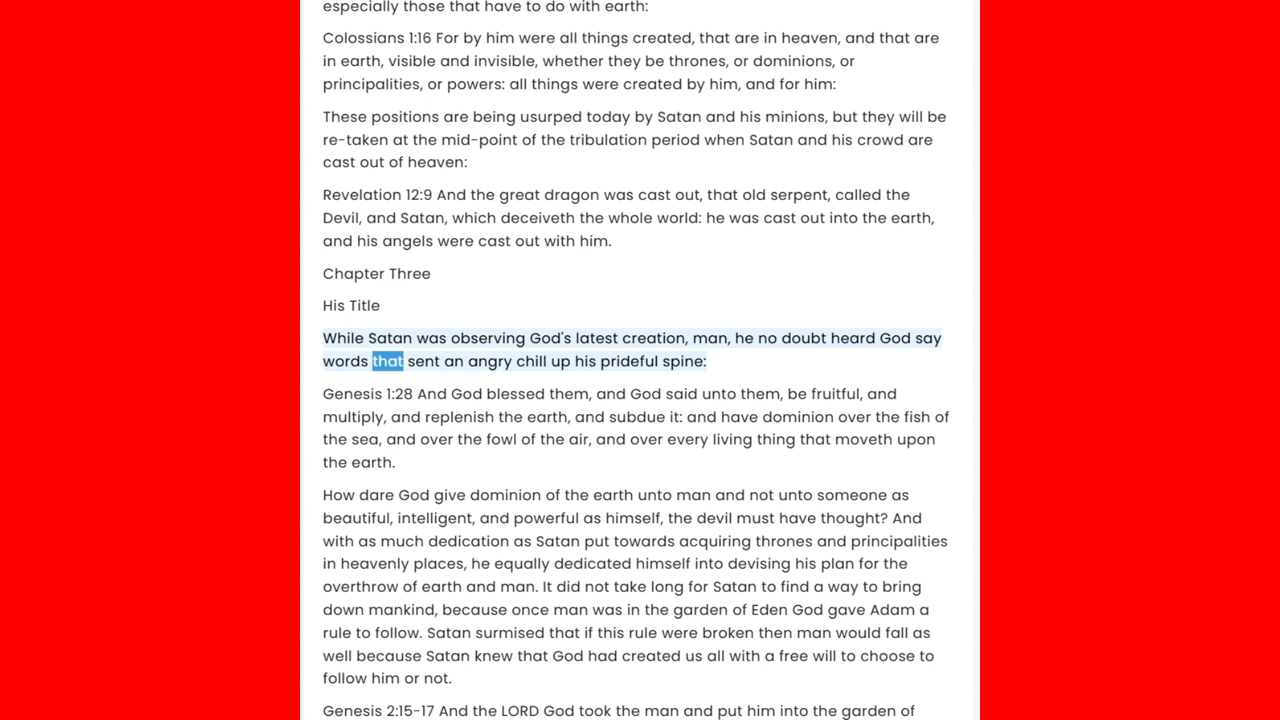 especially those that have to do with earth:
Colossians 1:16 For by him were all things created, that are in heaven, and that are
in earth, visible and invisible, whether they be thrones, or dominions, or
principalities, or powers: all things were created by him, and for him:
These positions are being usurped today by Satan and his minions, but they will be
re-taken at the mid-point of the tribulation period when Satan and his crowd are
cast out of heaven:
Revelation 12:9 And the great dragon was cast out, that old serpent, called the
Devil, and Satan, which deceiveth the whole world: he was cast out into the earth,
and his angels were cast out with him.
Chapter Three
His Title
While Satan was observing God's latest creation, man, he no doubt heard God say
words that sent an angry chill up his prideful spine:
Genesis 1:28 And God blessed them, and God said unto them, be fruitful, and
multiply, and replenish the earth, and subdue it: and have dominion over the fish of
the sea, and over the fowl of the air, and over every living thing that moveth upon
the earth.
How dare God give dominion of the earth unto man and not unto someone as
beautiful, intelligent, and powerful as himself, the devil must have thought? And
with as much dedication as Satan put towards acquiring thrones and principalities
in heavenly places, he equally dedicated himself into devising his plan for the
overthrow of earth and man. It did not take long for Satan to find a way to bring
down mankind, because once man was in the garden of Eden God gave Adam a
rule to follow. Satan surmised that if this rule were broken then man would fall as
well because Satan knew that God had created us all with a free will to choose to
follow him or not.
Genesis 2:15-17 And the LORD God took the man and put him into the garden of